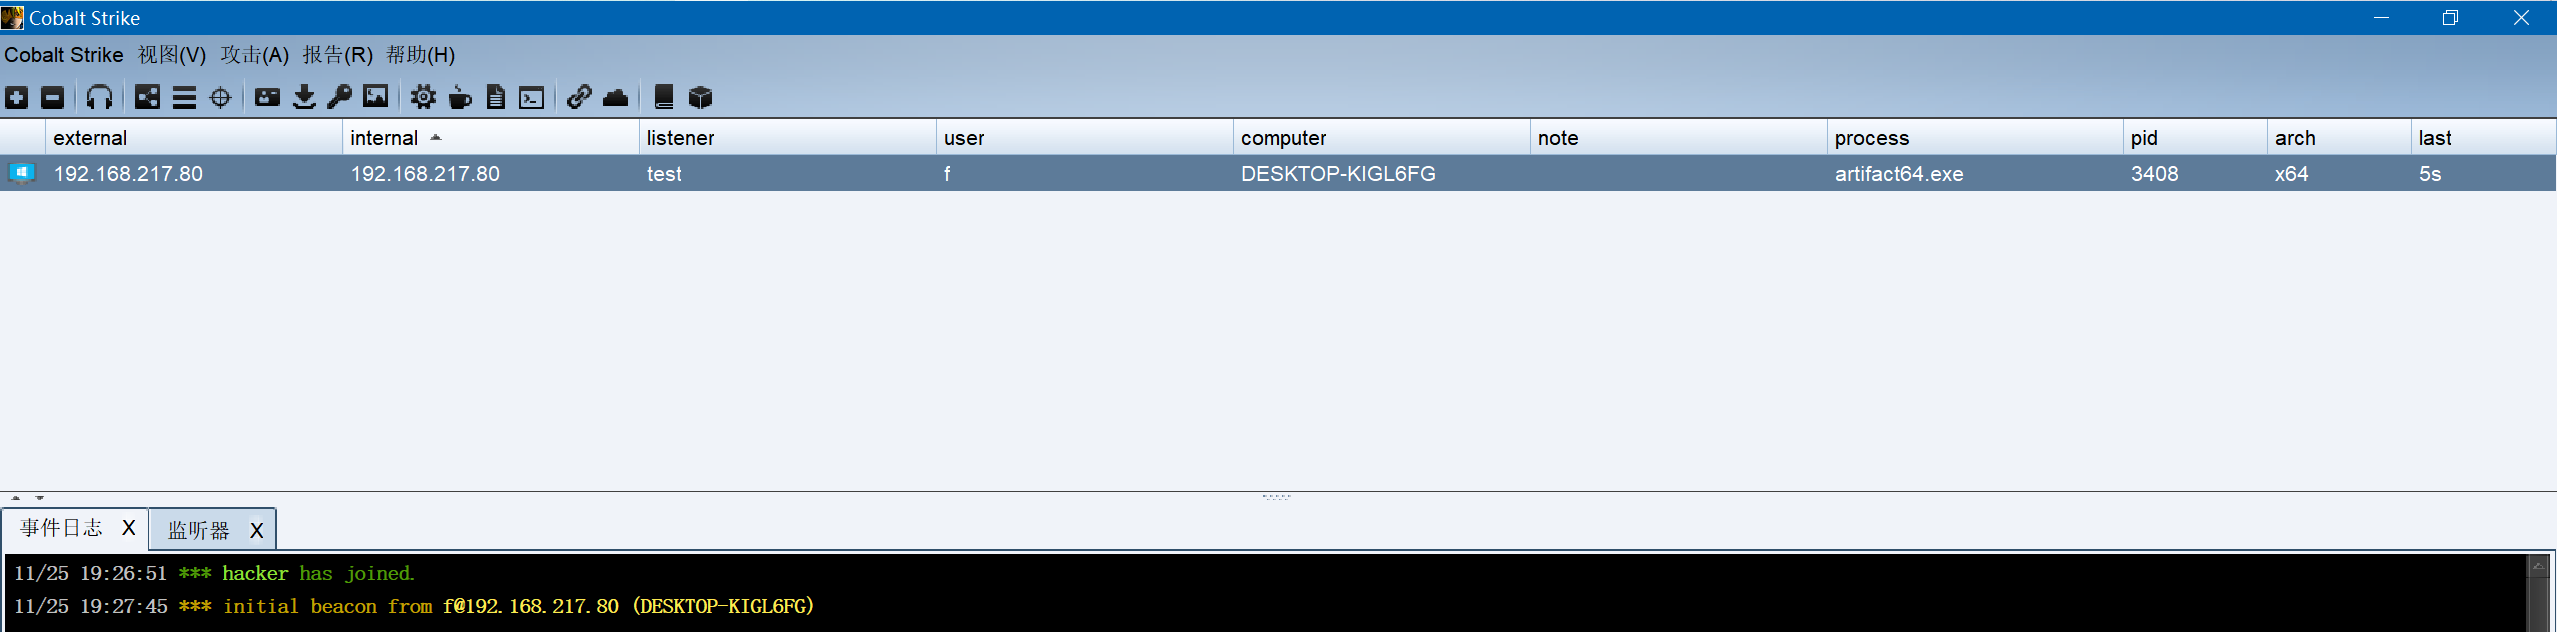 Cobalt Strike
Cobalt Strike 视图(V) 攻击(A) 报告(R) 帮助(H)
external internal listener user computer note process pid arch last
192.168.217.80 192.168.217.80 test f DESKTOP-KIGL6FG artifact64.exe 3408 x64 5s
事件日志 X 监听器 X
11/25 19:26:51 *** hacker has joined.
11/25 19:27:45 *** initial beacon from f@192.168.217.80 (DESKTOP-KIGL6FG)